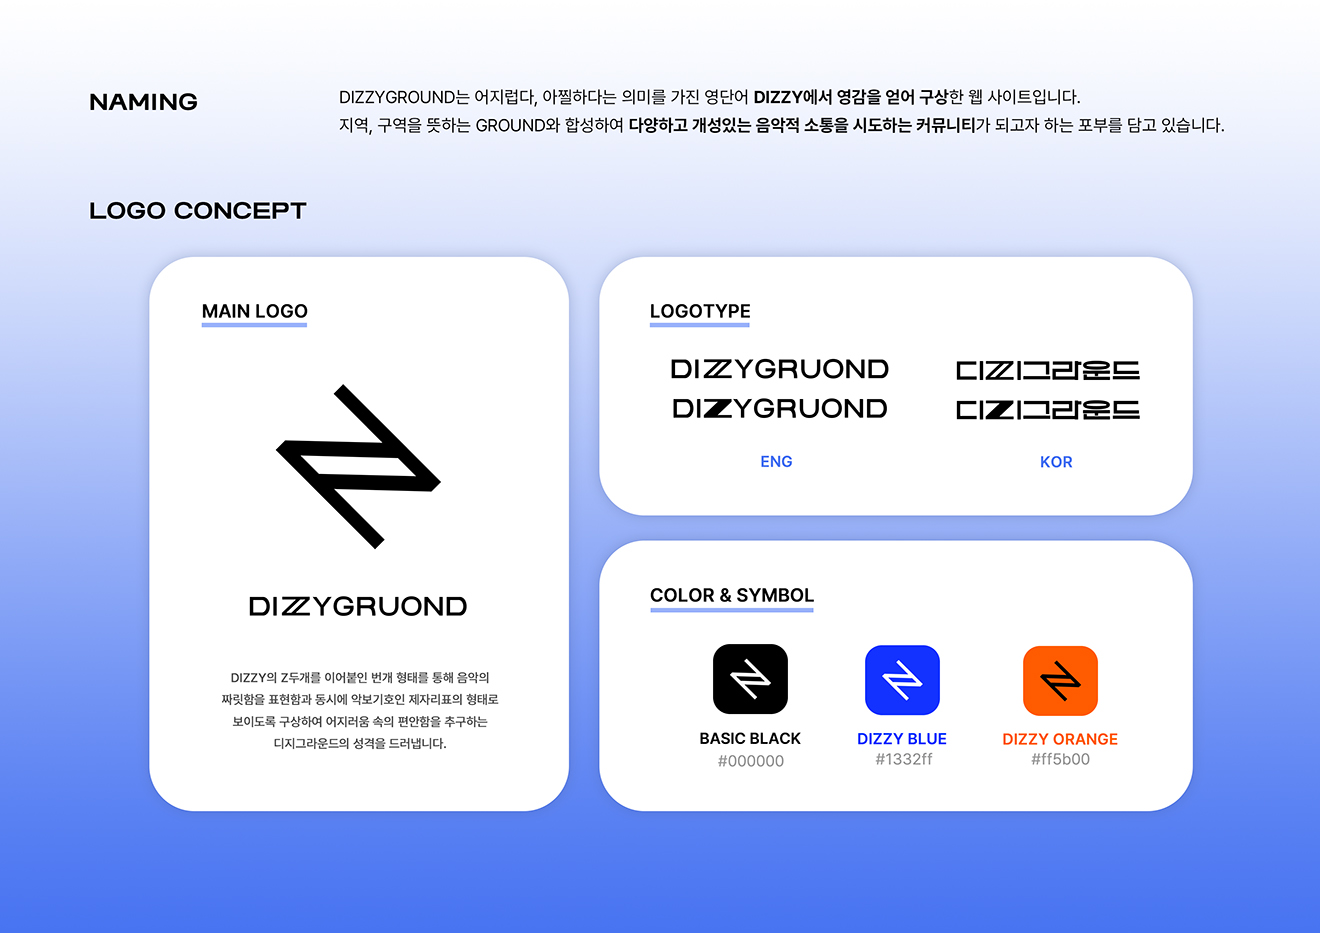 NAMING
DIZZYGROUND는 어지럽다, 아찔하다는 의미를 가진 영단어 DIZZY에서 영감을 얻어 구상한 웹 사이트입니다.
지역, 구역을 뜻하는 GROUND와 합성하여 다양하고 개성있는 음악적 소통을 시도하는 커뮤니티가 되고자 하는 포부를 담고 있습니다.
LOGO CONCEPT
MAIN LOGO
DIZZYGRUOND
DIZZY의 Z두개를 이어붙인 번개 형태를 통해 음악의
짜릿함을 표현함과 동시에 악보기호인 제자리표의 형태로
보이도록 구상하여 어지러움 속의 편안함을 추구하는
디지그라운드의 성격을 드러냅니다.
LOGOTYPE
DIZZYGRUOND
디ZZI그라운드
DIZZYGRUOND
디ZI그라운드
ENG
KOR
COLOR & SYMBOL
BASIC BLACK
#000000
DIZZY BLUE
#1332ff
DIZZY ORANGE
#ff5b00